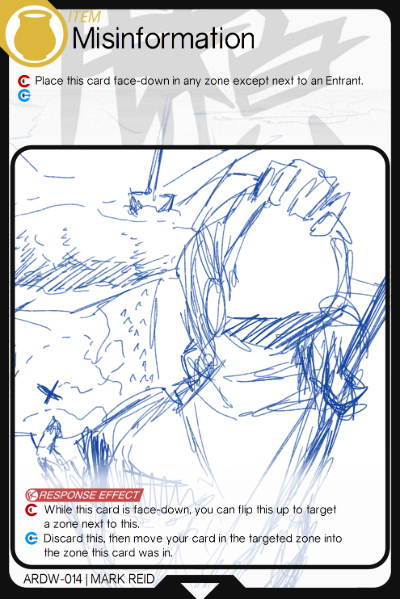 ITEM
Misinformation
Place this card face-down in any zone except next to an Entrant.
RESPONSE EFFECT
While this card is face-down, you can flip this up to target
a zone next to this.
Discard this, then move your card in the targeted zone into
the zone this card was in.
ARDW-014 | MARK REID